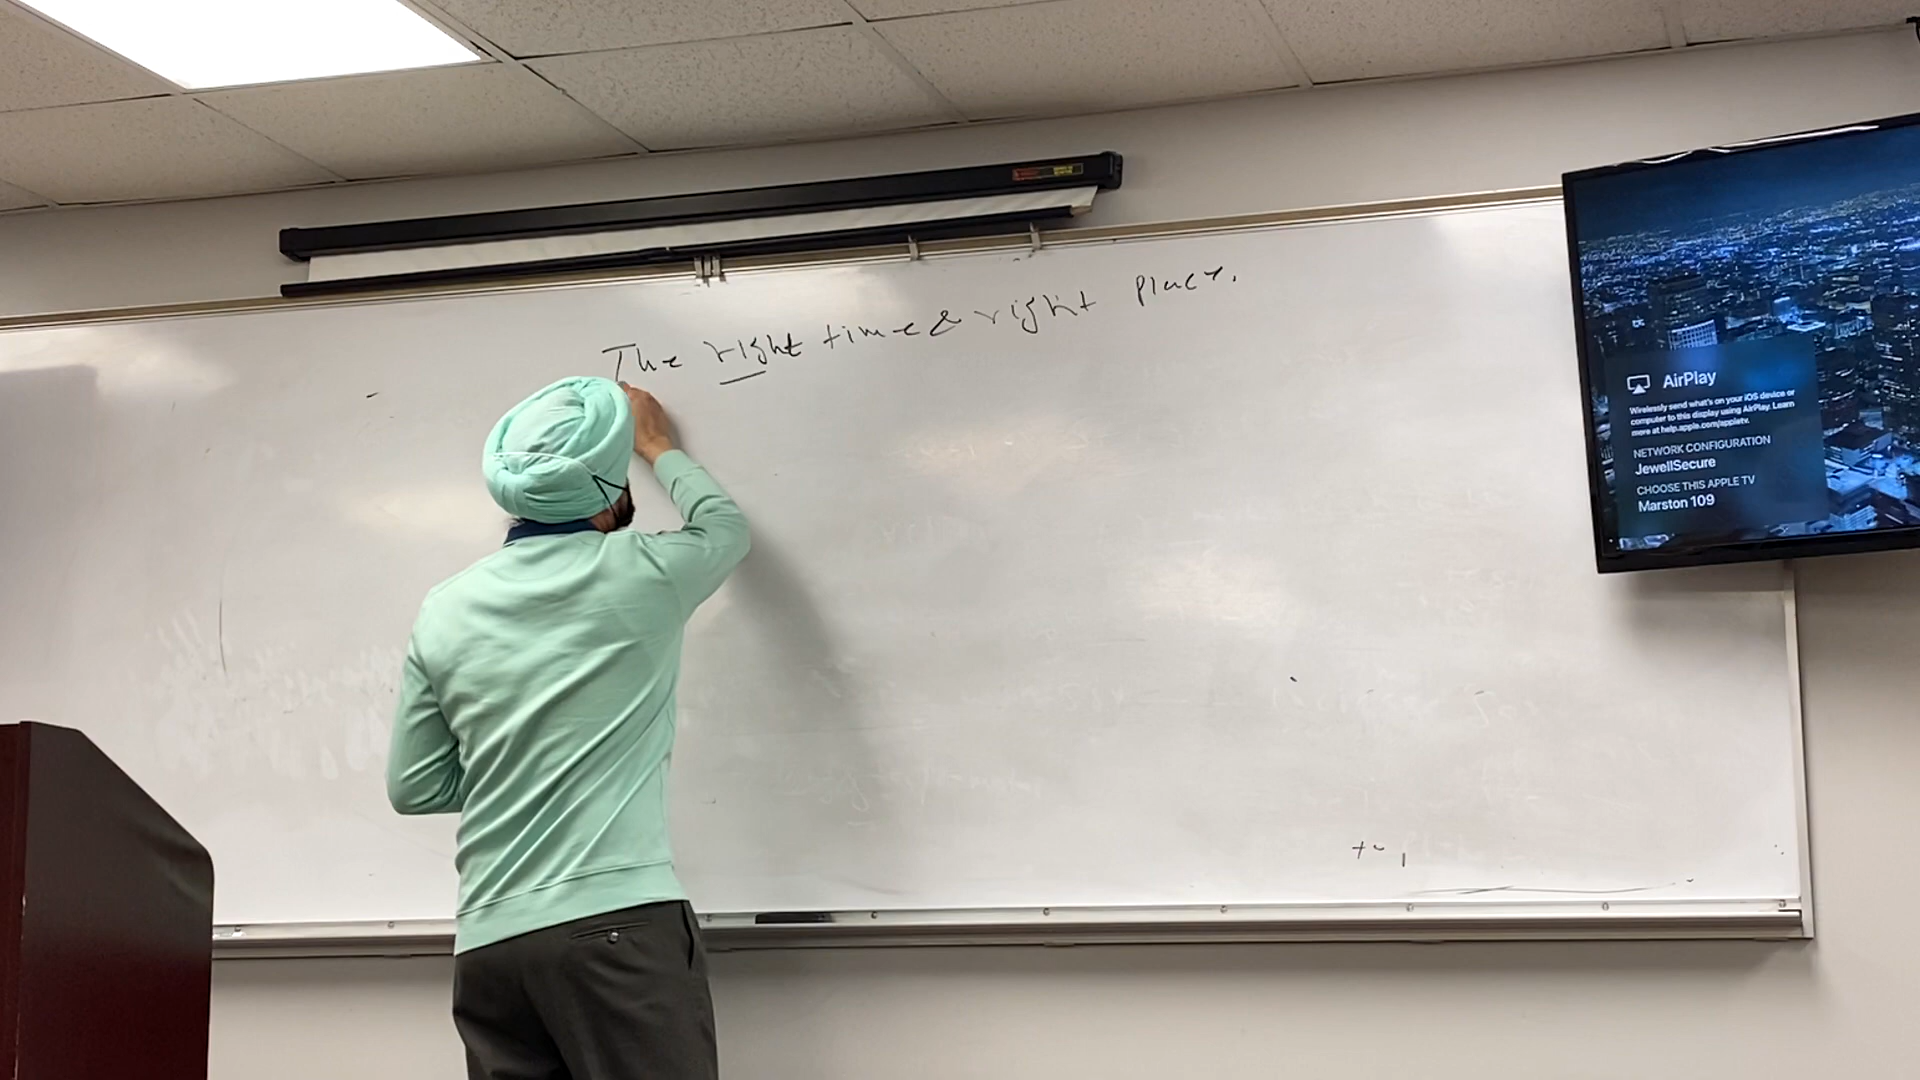 The right time & right place.
AirPlay
Wirelessly send what's on your iOS device or
computer to this display using AirPlay. Learn
more at help.apple.com/appletv.
NETWORK CONFIGURATION
JewellSecure
CHOOSE THIS APPLE TV
Marston 109